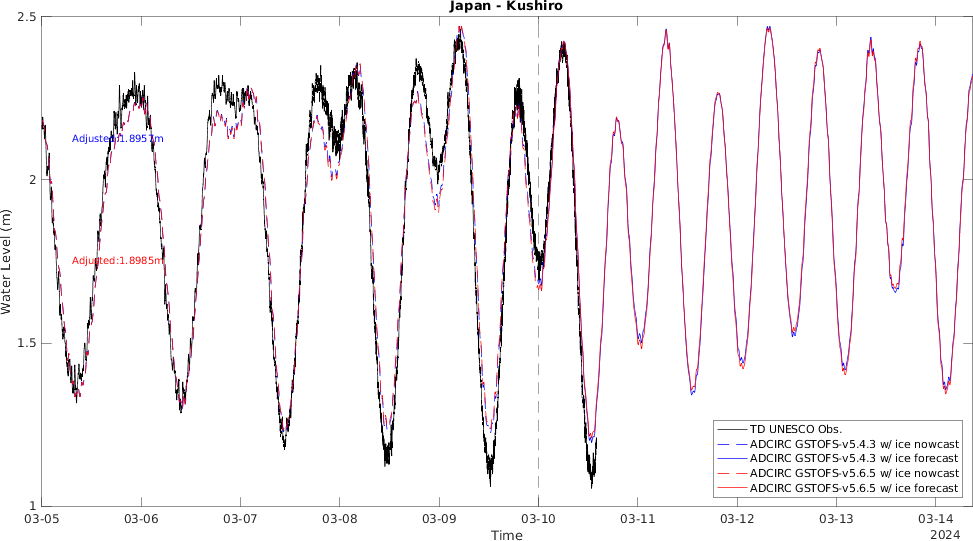 Japan - Kushiro
2.5
2
1.5
1
Water Level (m)
Adjusted:1.8957m
Adjusted:1.8985m
TD UNESCO Obs.
ADCIRC GSTOFS-v5.4.3 w/ ice nowcast
ADCIRC GSTOFS-v5.4.3 w/ ice forecast
ADCIRC GSTOFS-v5.6.5 w/ ice nowcast
ADCIRC GSTOFS-v5.6.5 w/ ice forecast
03-05 03-06 03-07 03-08 03-09 03-10 03-11 03-12 03-13 03-14
Time
2024